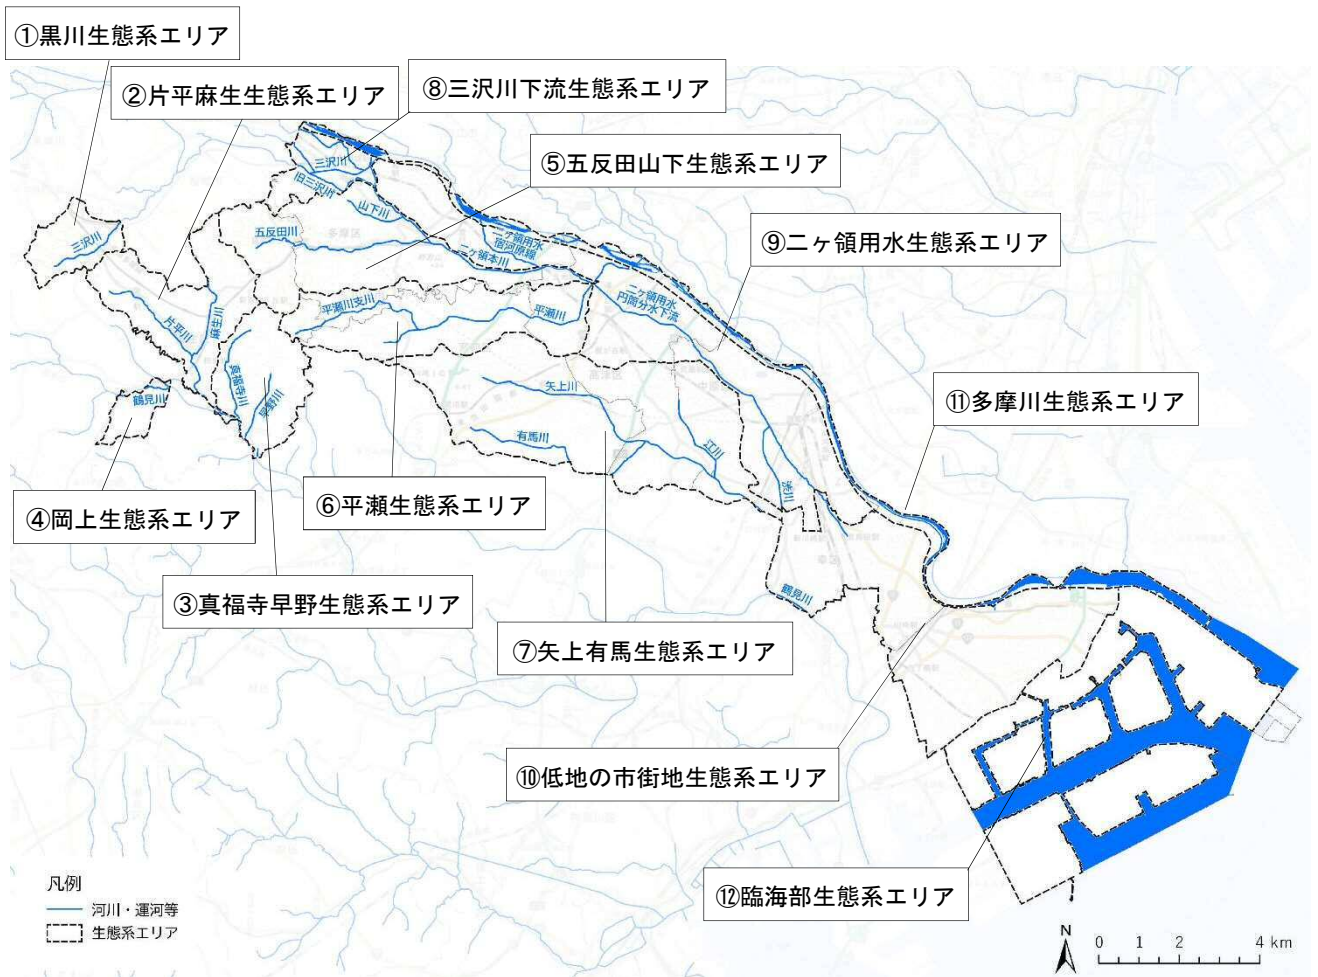 ①黒川生態系エリア
②片平麻生生態系エリア
⑧三沢川下流生態系エリア
⑤五反田山下生態系エリア
⑨二ヶ領用水生態系エリア
⑪多摩川生態系エリア
④岡上生態系エリア
⑥平瀬生態系エリア
③真福寺早野生態系エリア
⑦矢上有馬生態系エリア
⑩低地の市街地生態系エリア
⑫臨海部生態系エリア
三沢川
旧三沢川
山下川
五反田川
多摩区
二ヶ領用水
宿河原線
二ヶ領本川
三沢川
二ヶ領用水
円筒分水下流
平瀬川支川
平瀬川
片平川
麻生川
真福寺川
早野川
鶴見川
矢上川
有馬川
江川
渋川
鶴見川
凡例
河川・運河等
生態系エリア
N
0 1 2 4 km